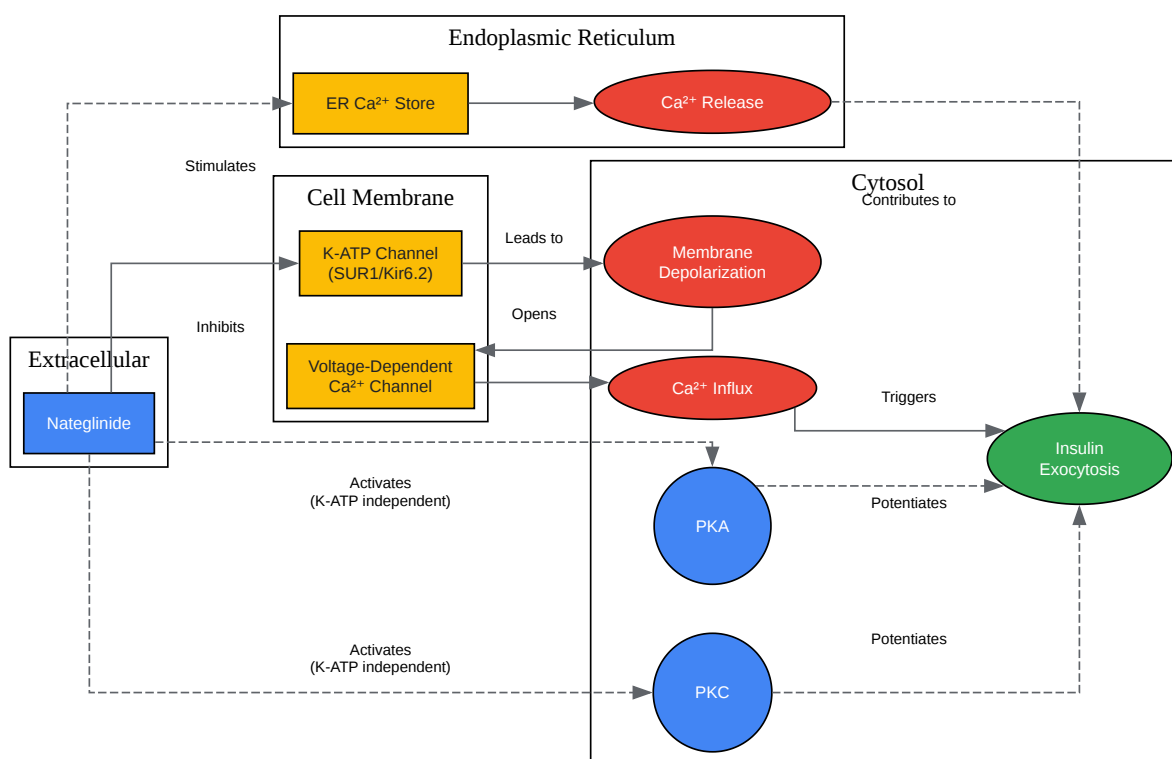 Endoplasmic Reticulum
ER Ca²⁺ Store
Ca²⁺ Release
Stimulates
Cell Membrane
Cytosol
Contributes to
K-ATP Channel
(SUR1/Kir6.2)
Leads to
Membrane
Depolarization
Inhibits
Opens
Extracellular
Nateglinide
Voltage-Dependent
Ca²⁺ Channel
Ca²⁺ Influx
Triggers
Insulin
Exocytosis
Activates
(K-ATP independent)
PKA
Potentiates
Activates
(K-ATP independent)
PKC
Potentiates